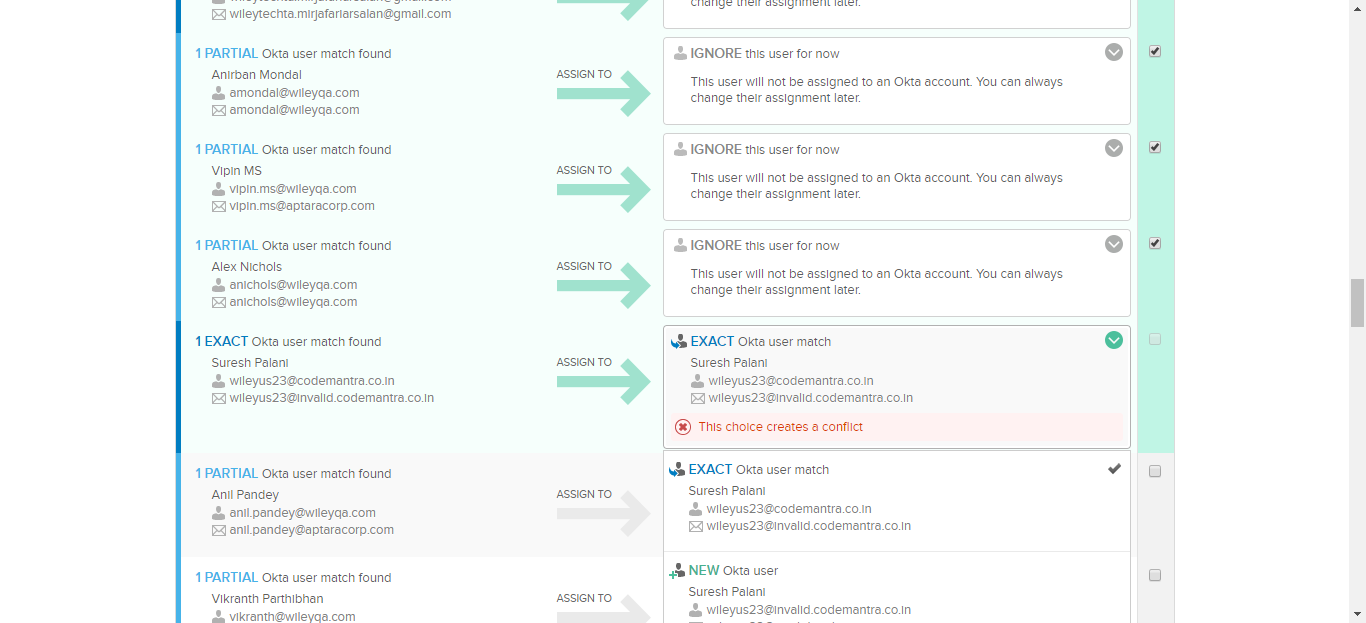 wileytechta.mirjafariarsalan@gmail.com
change their assignment later.
1 PARTIAL Okta user match found
Anirban Mondal
amondal@wileyqa.com
amondal@wileyqa.com
ASSIGN TO
IGNORE this user for now
This user will not be assigned to an Okta account. You can always
change their assignment later.
1 PARTIAL Okta user match found
Vipin MS
vipin.ms@wileyqa.com
vipin.ms@aptaracorp.com
ASSIGN TO
IGNORE this user for now
This user will not be assigned to an Okta account. You can always
change their assignment later.
1 PARTIAL Okta user match found
Alex Nichols
anichols@wileyqa.com
anichols@wileyqa.com
ASSIGN TO
IGNORE this user for now
This user will not be assigned to an Okta account. You can always
change their assignment later.
1 EXACT Okta user match found
Suresh Palani
wileyus23@codemantra.co.in
wileyus23@invalid.codemantra.co.in
ASSIGN TO
EXACT Okta user match
Suresh Palani
wileyus23@codemantra.co.in
wileyus23@invalid.codemantra.co.in
This choice creates a conflict
1 PARTIAL Okta user match found
Anil Pandey
anil.pandey@wileyqa.com
anil.pandey@aptaracorp.com
ASSIGN TO
EXACT Okta user match
Suresh Palani
wileyus23@codemantra.co.in
wileyus23@invalid.codemantra.co.in
1 PARTIAL Okta user match found
Vikranth Parthibhan
vikranth@wileyqa.com
ASSIGN TO
NEW Okta user
Suresh Palani
wileyus23@invalid.codemantra.co.in